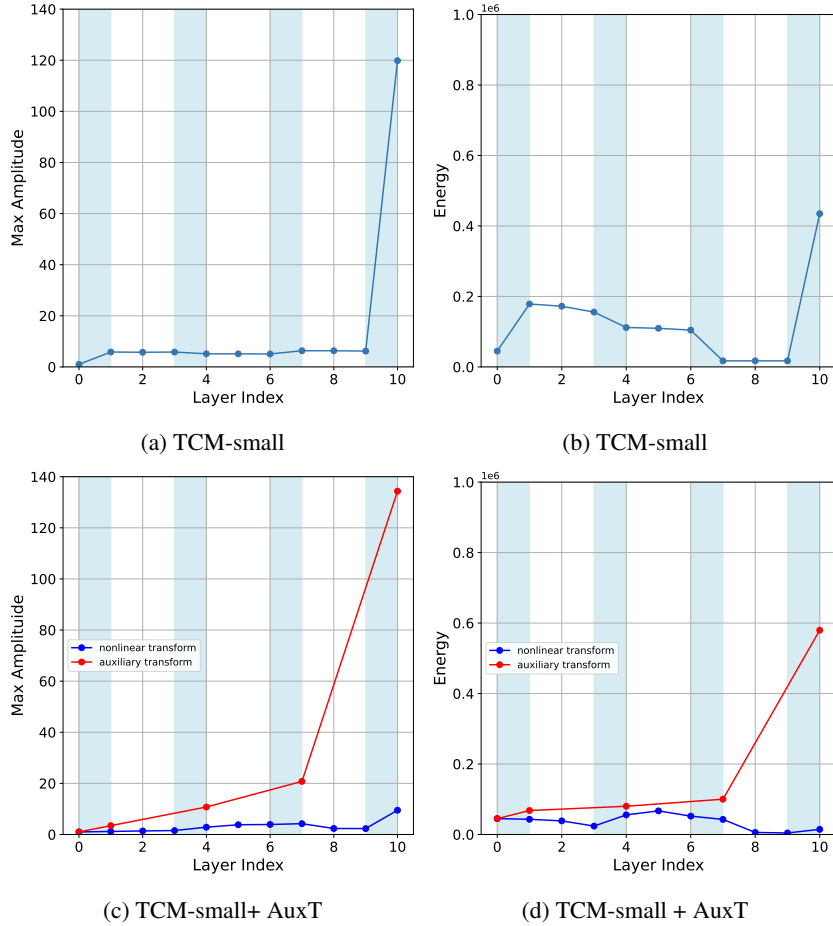 140
120
100
80
60
40
20
0
Max Amplitude
0 2 4 6 8 10
Layer Index
(a) TCM-small
1e6
1.0
0.8
0.6
0.4
0.2
0.0
Energy
0 2 4 6 8 10
Layer Index
(b) TCM-small
140
120
100
80
60
40
20
0
Max Amplituide
nonlinear transform
auxiliary transform
0 2 4 6 8 10
Layer Index
(c) TCM-small+ AuxT
1e6
1.0
0.8
0.6
0.4
0.2
0.0
Energy
nonlinear transform
auxiliary transform
0 2 4 6 8 10
Layer Index
(d) TCM-small + AuxT